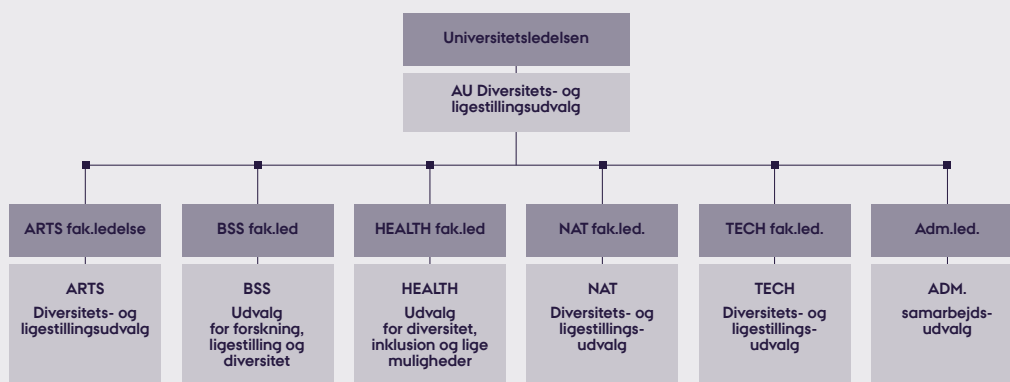 Universitetsledelsen
AU Diversitets- og
ligestillingsudvalg
ARTS fak.ledelse
BSS fak.led
HEALTH fak.led
NAT fak.led.
TECH fak.led.
Adm.led.
ARTS
Diversitets- og
ligestillingsudvalg
BSS
Udvalg
for forskning,
ligestilling og
diversitet
HEALTH
Udvalg
for diversitet,
inklusion og lige
muligheder
NAT
Diversitets- og
ligestillings-
udvalg
TECH
Diversitets- og
ligestillings-
udvalg
ADM.
samarbejds-
udvalg